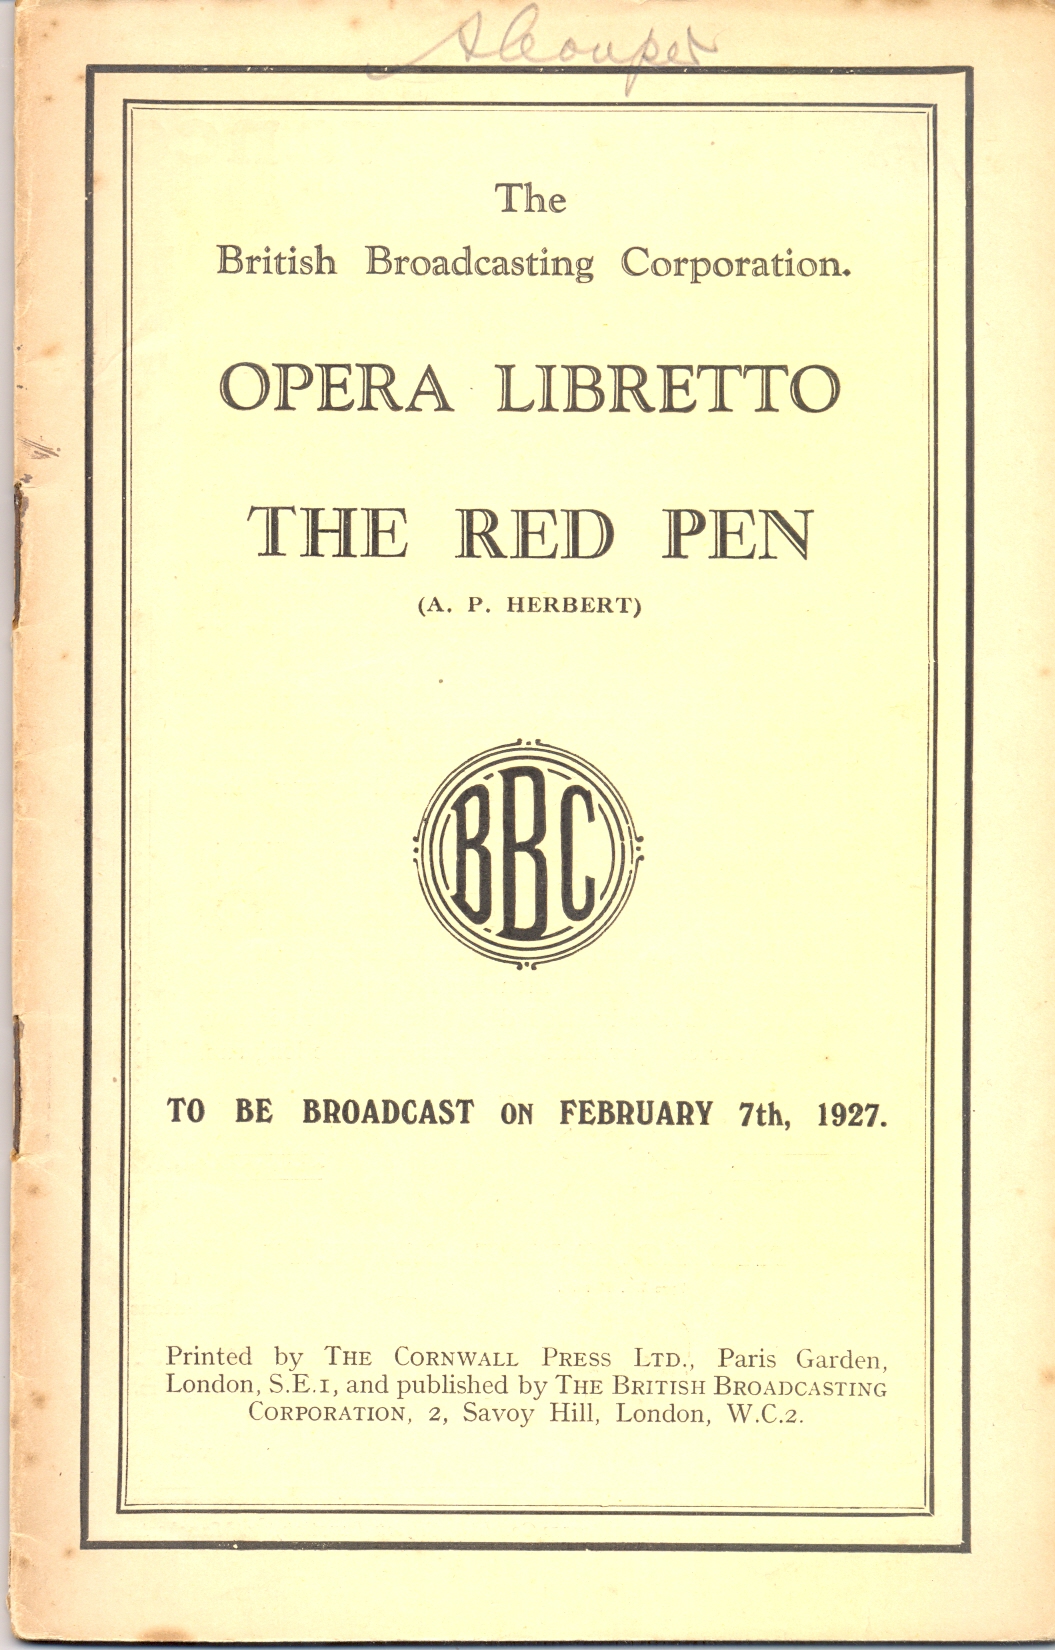 A Couper
The
British Broadcasting Corporation.
OPERA LIBRETTO
THE RED PEN
(A. P. HERBERT)
BBC
TO BE BROADCAST ON FEBRUARY 7th, 1927.
Printed by THE CORNWALL PRESS LTD., Paris Garden,
London, S.E.1, and published by THE BRITISH BROADCASTING
CORPORATION, 2, Savoy Hill, London, W.C.2.